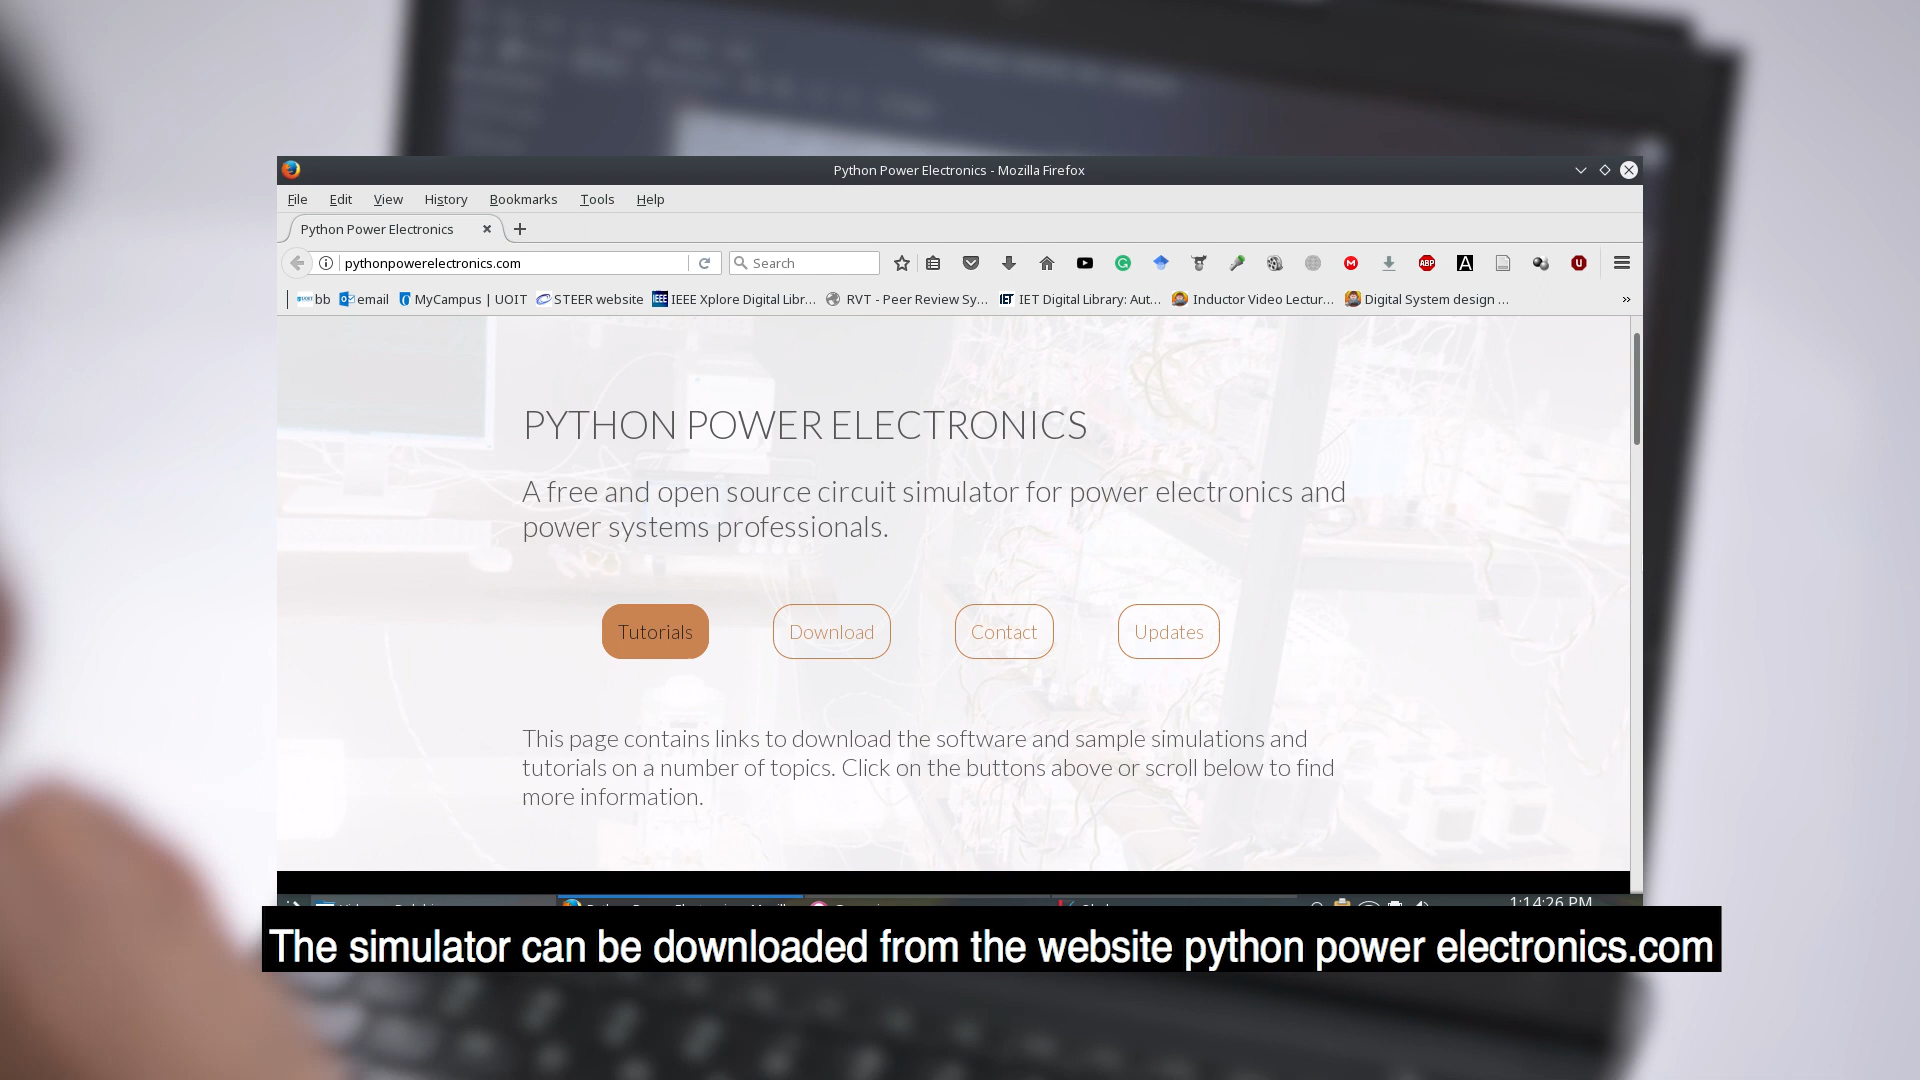 Python Power Electronics - Mozilla Firefox
File Edit View History Bookmarks Tools Help
Python Power Electronics
pythonpowerelectronics.com
Search
bb email MyCampus | UOIT STEER website IEEE Xplore Digital Libr... RVT - Peer Review Sy... IET Digital Library: Aut... Inductor Video Lectur... Digital System design ...
PYTHON POWER ELECTRONICS
A free and open source circuit simulator for power electronics and
power systems professionals.
Tutorials Download Contact Updates
This page contains links to download the software and sample simulations and
tutorials on a number of topics. Click on the buttons above or scroll below to find
more information.
1:14:26 PM
The simulator can be downloaded from the website python power electronics.com